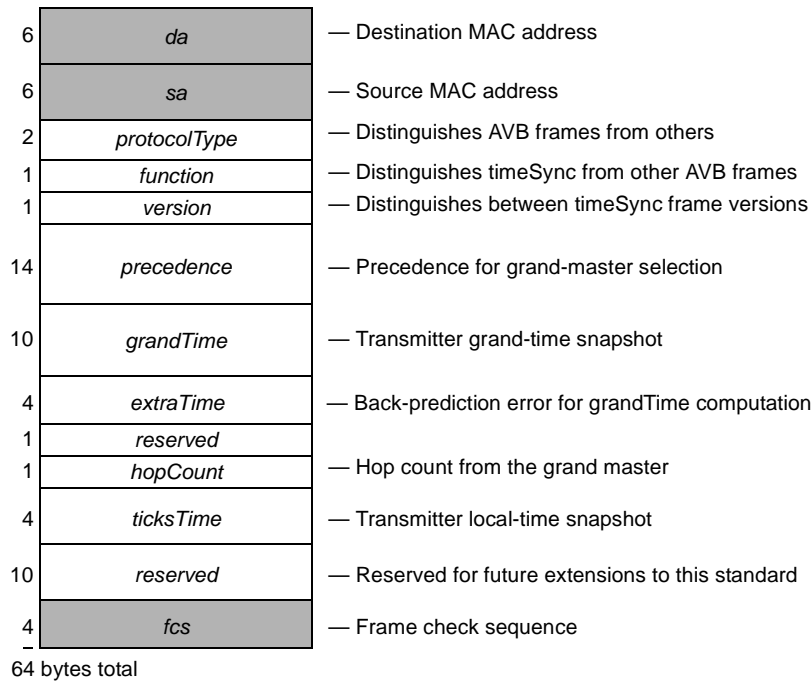 6 da — Destination MAC address
6 sa — Source MAC address
2 protocolType — Distinguishes AVB frames from others
1 function — Distinguishes timeSync from other AVB frames
1 version — Distinguishes between timeSync frame versions
14 precedence — Precedence for grand-master selection
10 grandTime — Transmitter grand-time snapshot
4 extraTime — Back-prediction error for grandTime computation
1 reserved
1 hopCount — Hop count from the grand master
4 ticksTime — Transmitter local-time snapshot
10 reserved — Reserved for future extensions to this standard
4 fcs — Frame check sequence
64 bytes total